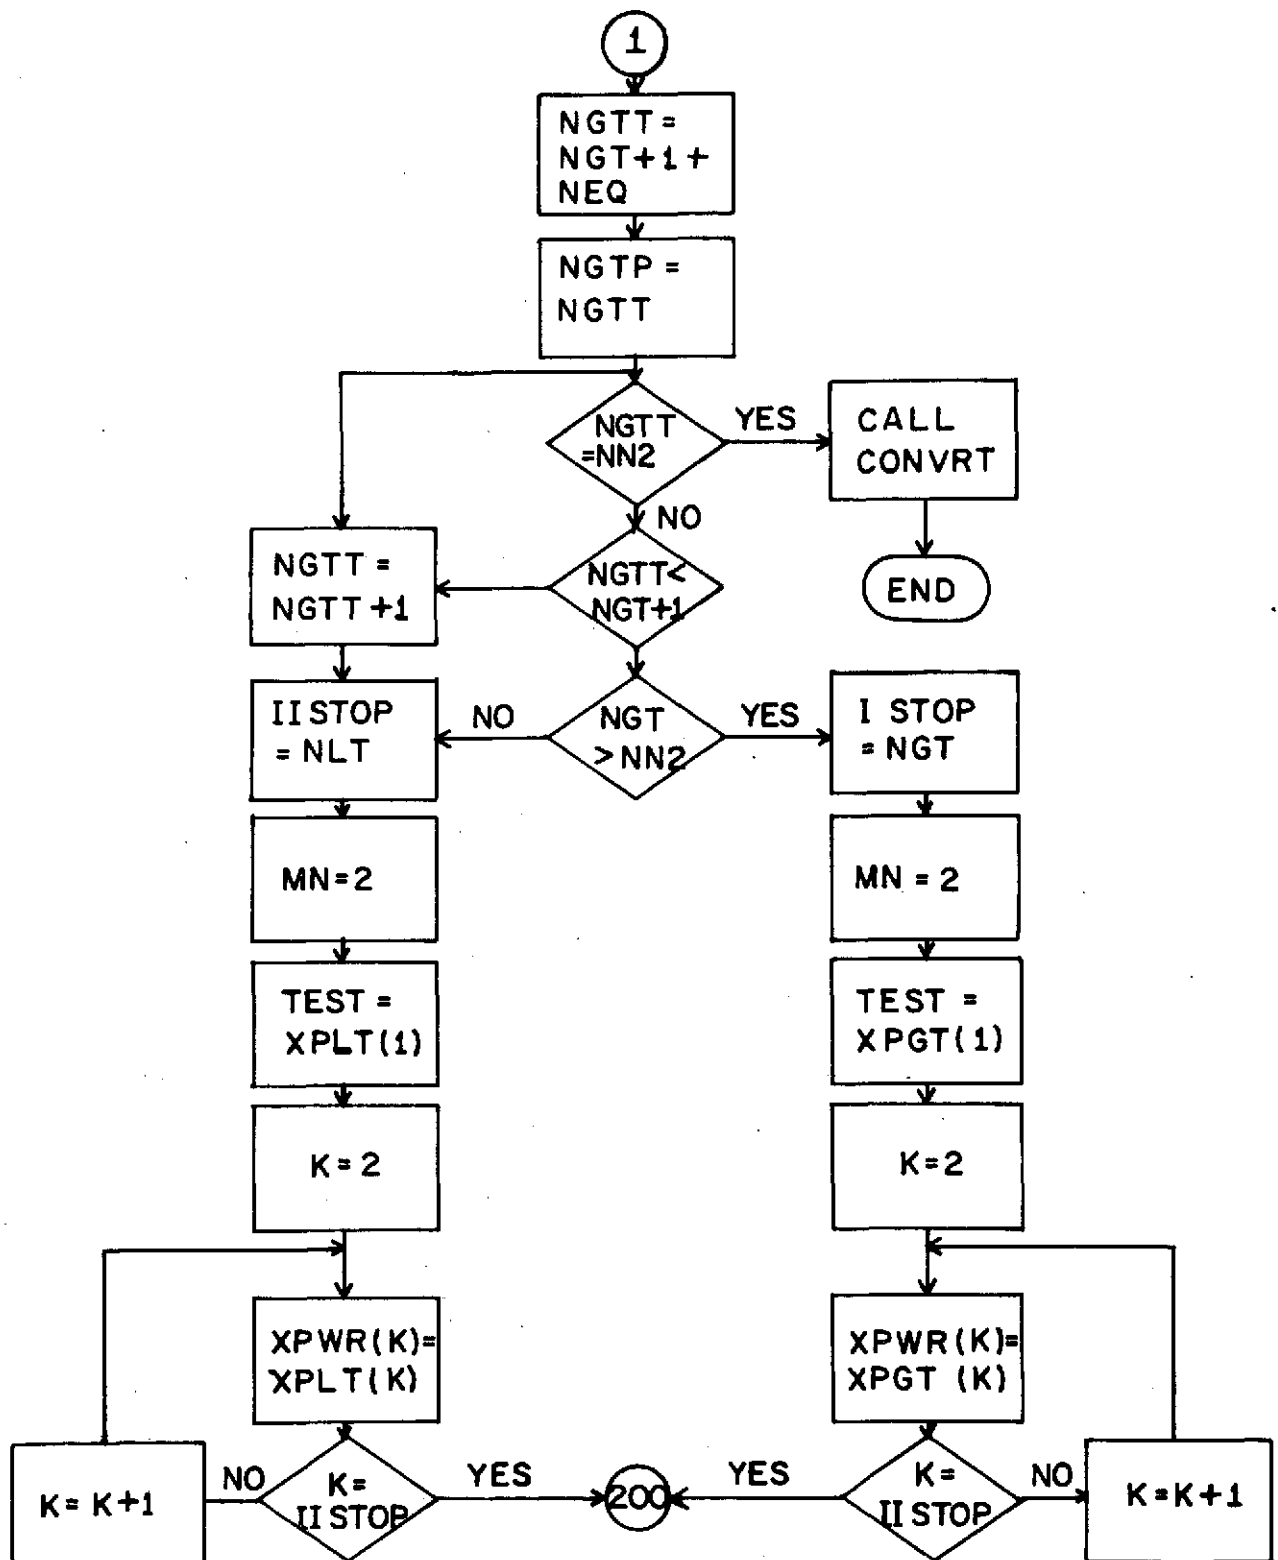 1
NGTT =
NGT+1+
NEQ
NGTP =
NGTT
NGTT
=NN2
YES
CALL
CONVRT
NO
NGTT =
NGTT+1
NGTT<
NGT+1
END
II STOP
= NLT
NO
NGT
>NN2
YES
I STOP
= NGT
MN=2
MN = 2
TEST =
XPLT(1)
TEST =
XPGT(1)
K=2
K=2
XPWR(K)=
XPLT(K)
XPWR(K)=
XPGT (K)
K= K+1
NO
K=
II STOP
YES
200
YES
K=
II STOP
NO
K=K+1